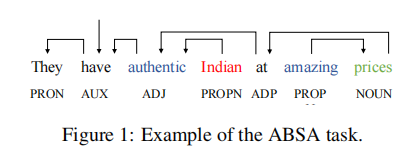 They have authentic Indian at amazing prices
PRON AUX ADJ PROPN ADP PROP NOUN
Figure 1: Example of the ABSA task.